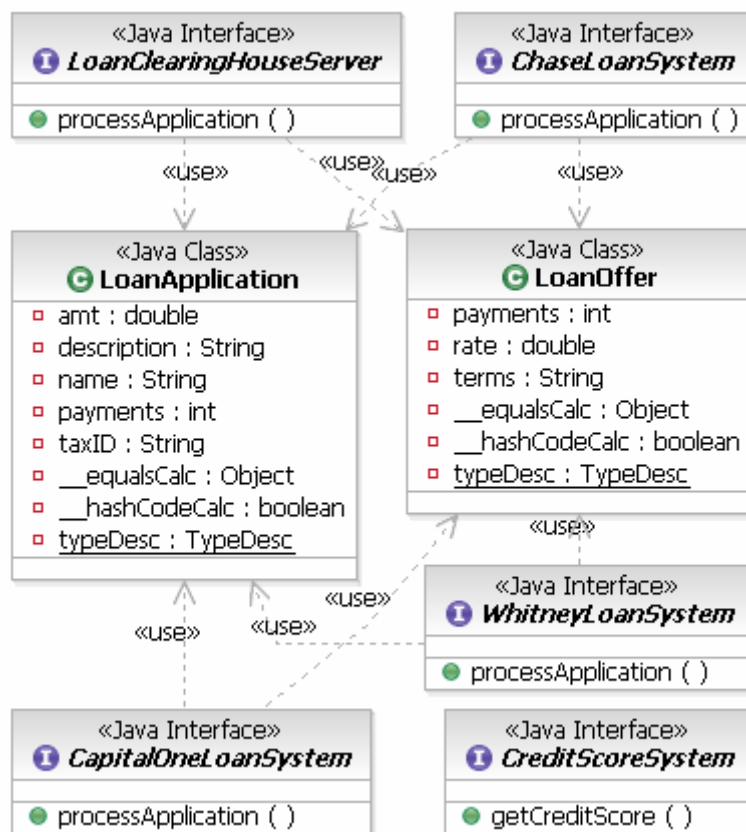 «Java Interface»
LoanClearingHouseServer
processApplication ( )
«Java Interface»
ChaseLoanSystem
processApplication ( )
«use»
«use»
«use»
«use»
«Java Class»
LoanApplication
amt : double
description : String
name : String
payments : int
taxID : String
__equalsCalc : Object
__hashCodeCalc : boolean
typeDesc : TypeDesc
«Java Class»
LoanOffer
payments : int
rate : double
terms : String
__equalsCalc : Object
__hashCodeCalc : boolean
typeDesc : TypeDesc
«use»
«use»
«use»
«use»
«Java Interface»
WhitneyLoanSystem
processApplication ( )
«Java Interface»
CapitalOneLoanSystem
processApplication ( )
«Java Interface»
CreditScoreSystem
getCreditScore ( )